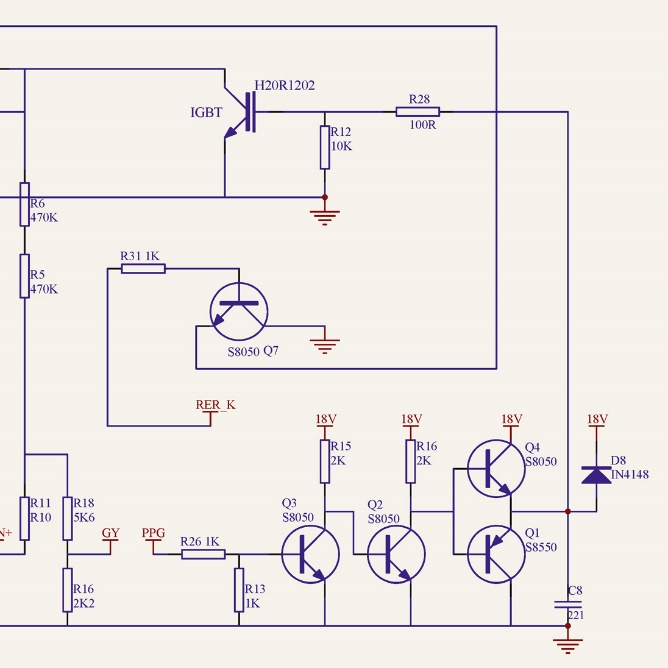 H20R1202
IGBT
R28
100R
R12
10K
R6
470K
R31 1K
R5
470K
S8050 Q7
RER_K
18V
18V
18V
18V
R15
2K
R16
2K
Q4
S8050
D8
IN4148
R11
R10
R18
5K6
Q3
S8050
Q2
S8050
N+
GY
PPG
R26 1K
Q1
S8550
R16
2K2
R13
1K
C8
221